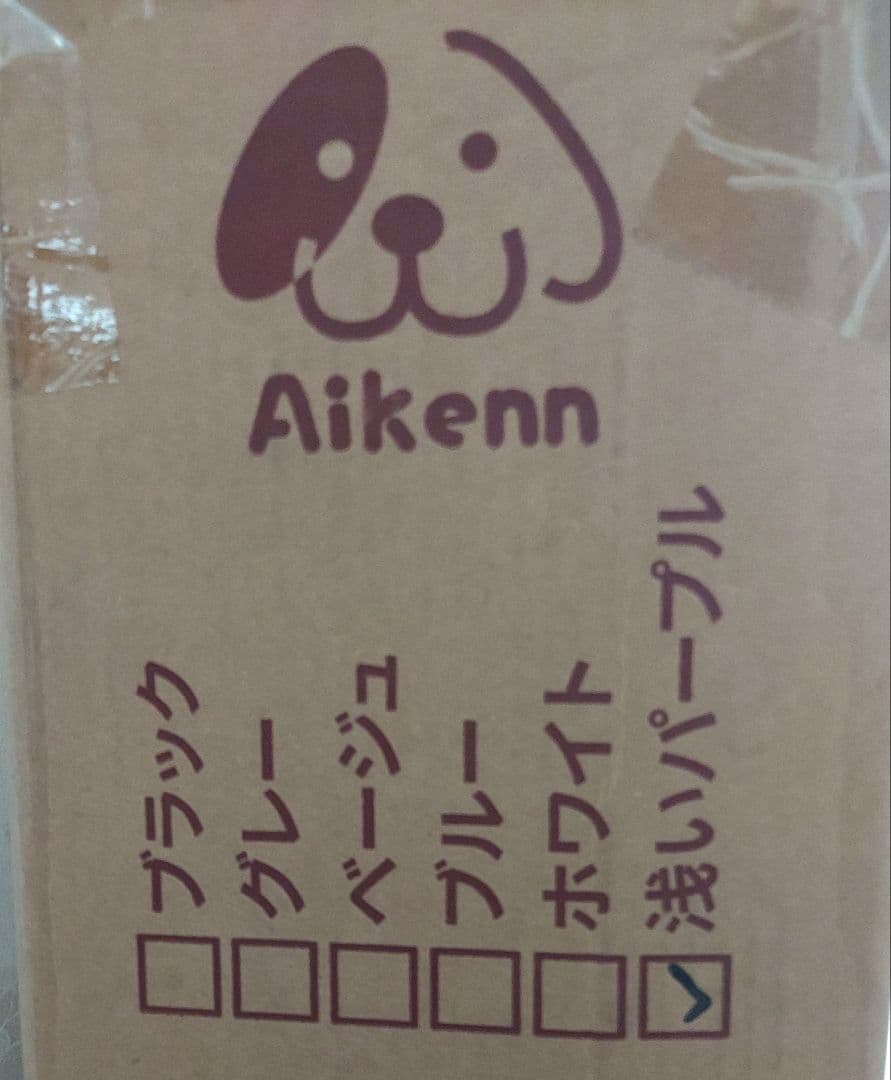 Aikenn
ブラック
グレー
ベージュ
ブルー
ホワイト
浅いパープル